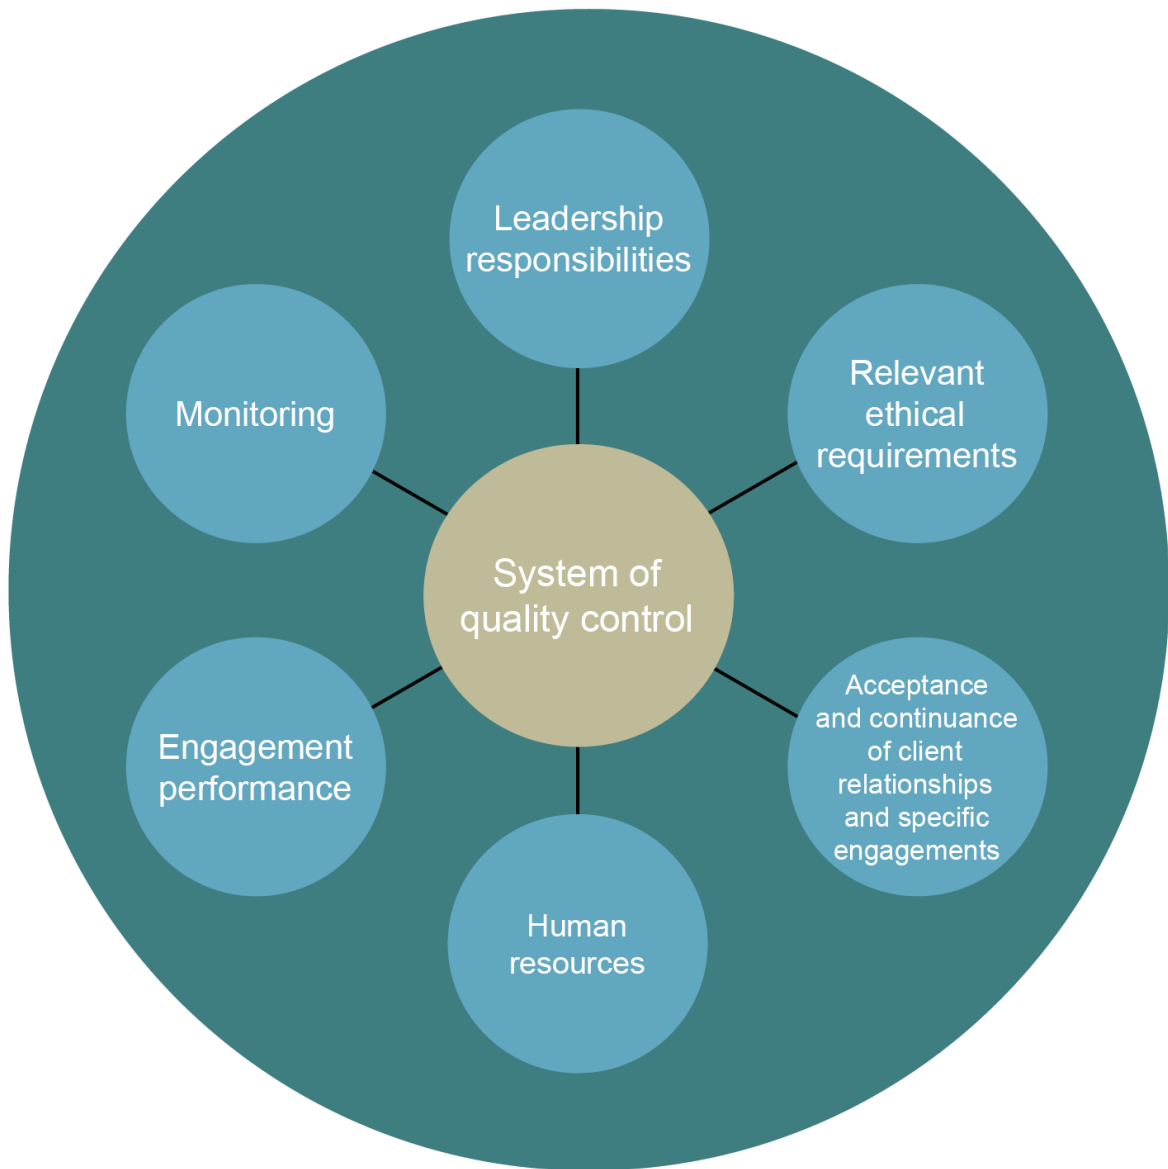 Leadership
responsibilities
Relevant
ethical
requirements
Monitoring
System of
quality control
Acceptance
and continuance
of client
relationships
and specific
engagements
Engagement
performance
Human
resources